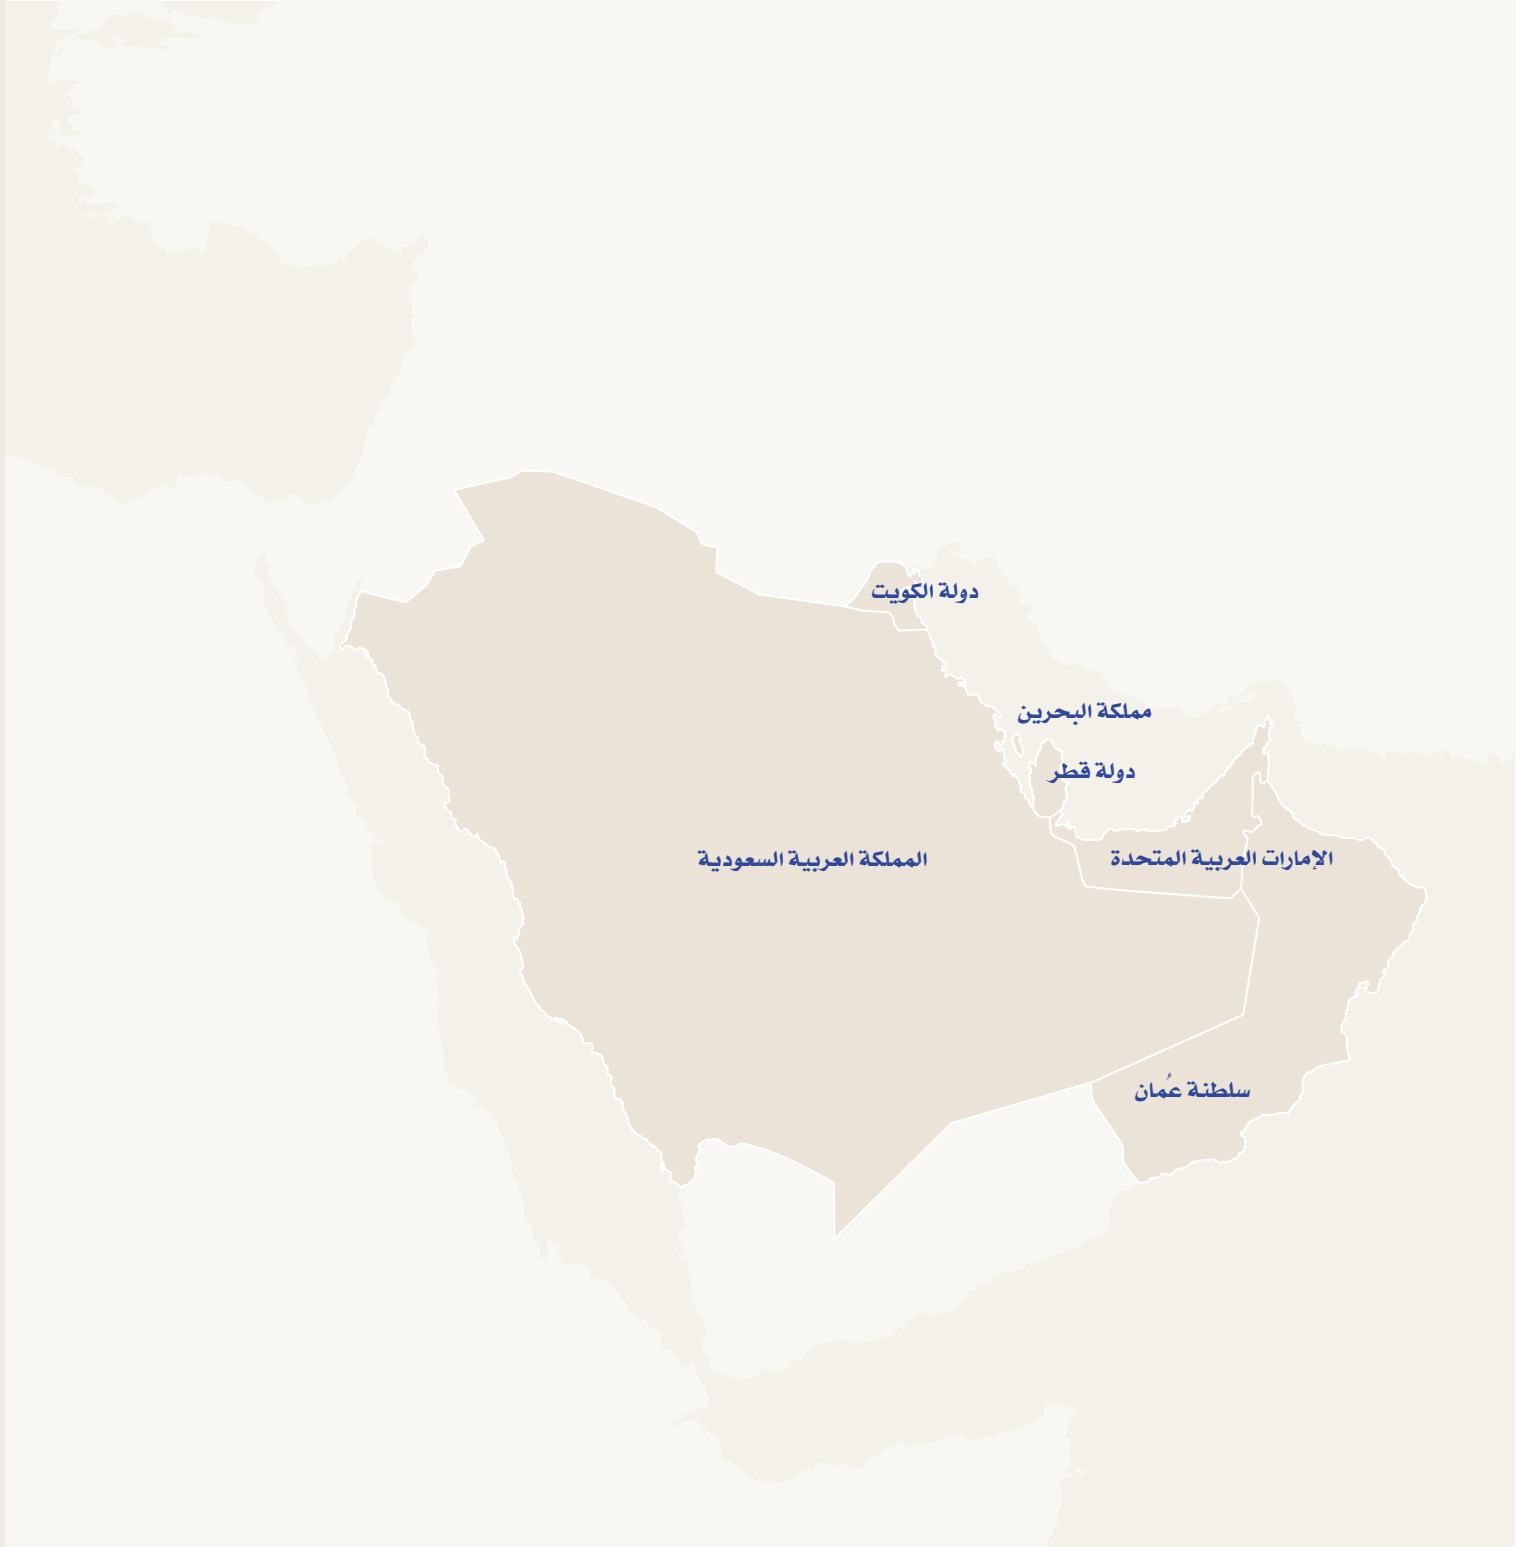 دولة الكويت
مملكة البحرين
دولة قطر
الإمارات العربية المتحدة
المملكة العربية السعودية
سلطنة عُمان